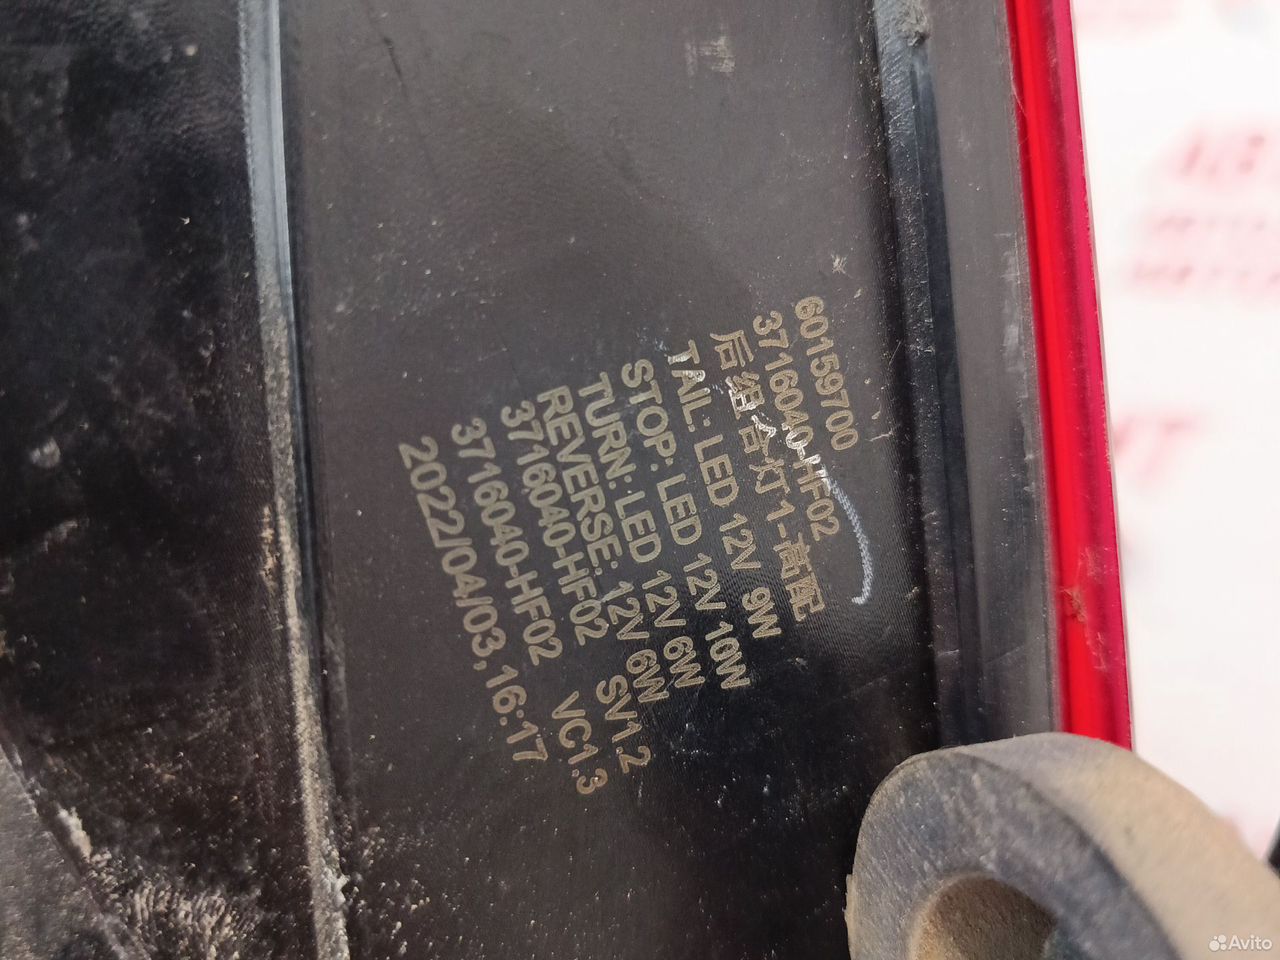 60159700
3716040-HF02
后组合灯1-高配
TAIL: LED 12V 9W
STOP: LED 12V 10W
TURN: LED 12V 6W
REVERSE: 12V 6W
3716040-HF02 SV1.2
3716040-HF02 VC1.3
2022/04/03,16:17
Avito